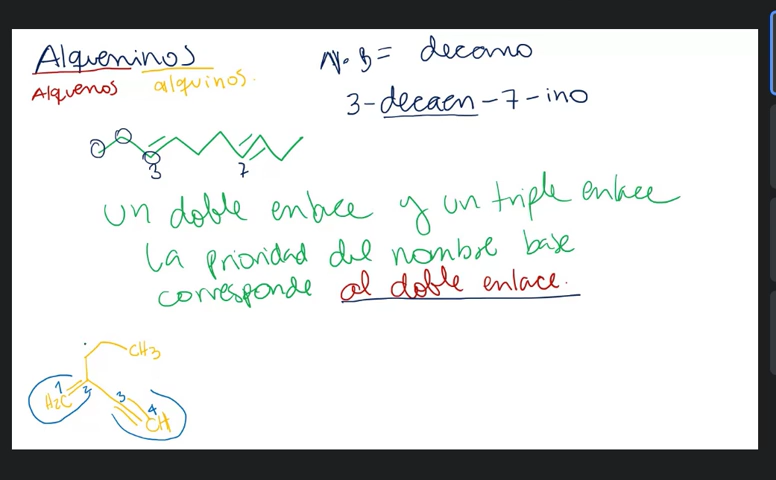 Alqueninos
Alquenos alquinos.
N. B = decano
3-decaen-7-ino
3 7
un doble enlace y un triple enlace
La prioridad del nombre base
corresponde al doble enlace.
CH3
1 2 3 4
H2C
CH